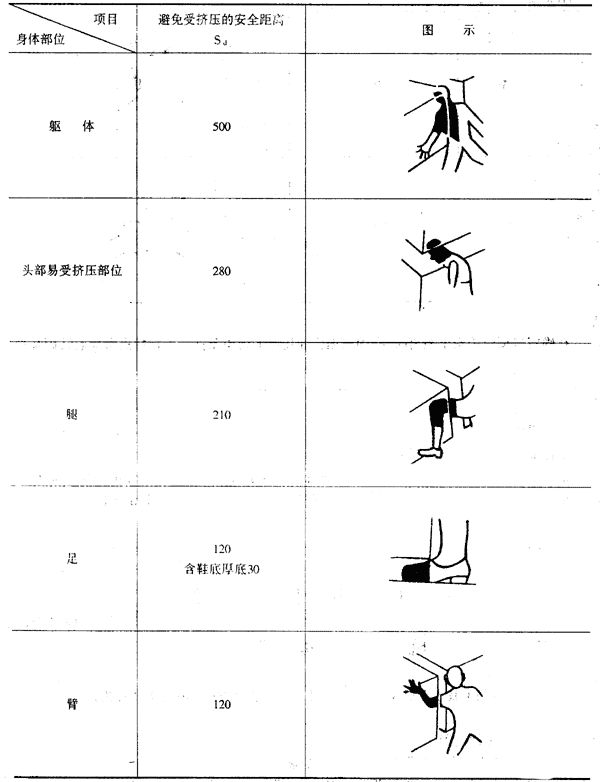 项目
身体部位
避免受挤压的安全距离
Sd
图 示
躯 体
500
头部易受挤压部位
280
腿
210
足
120
含鞋底厚底30
臂
120